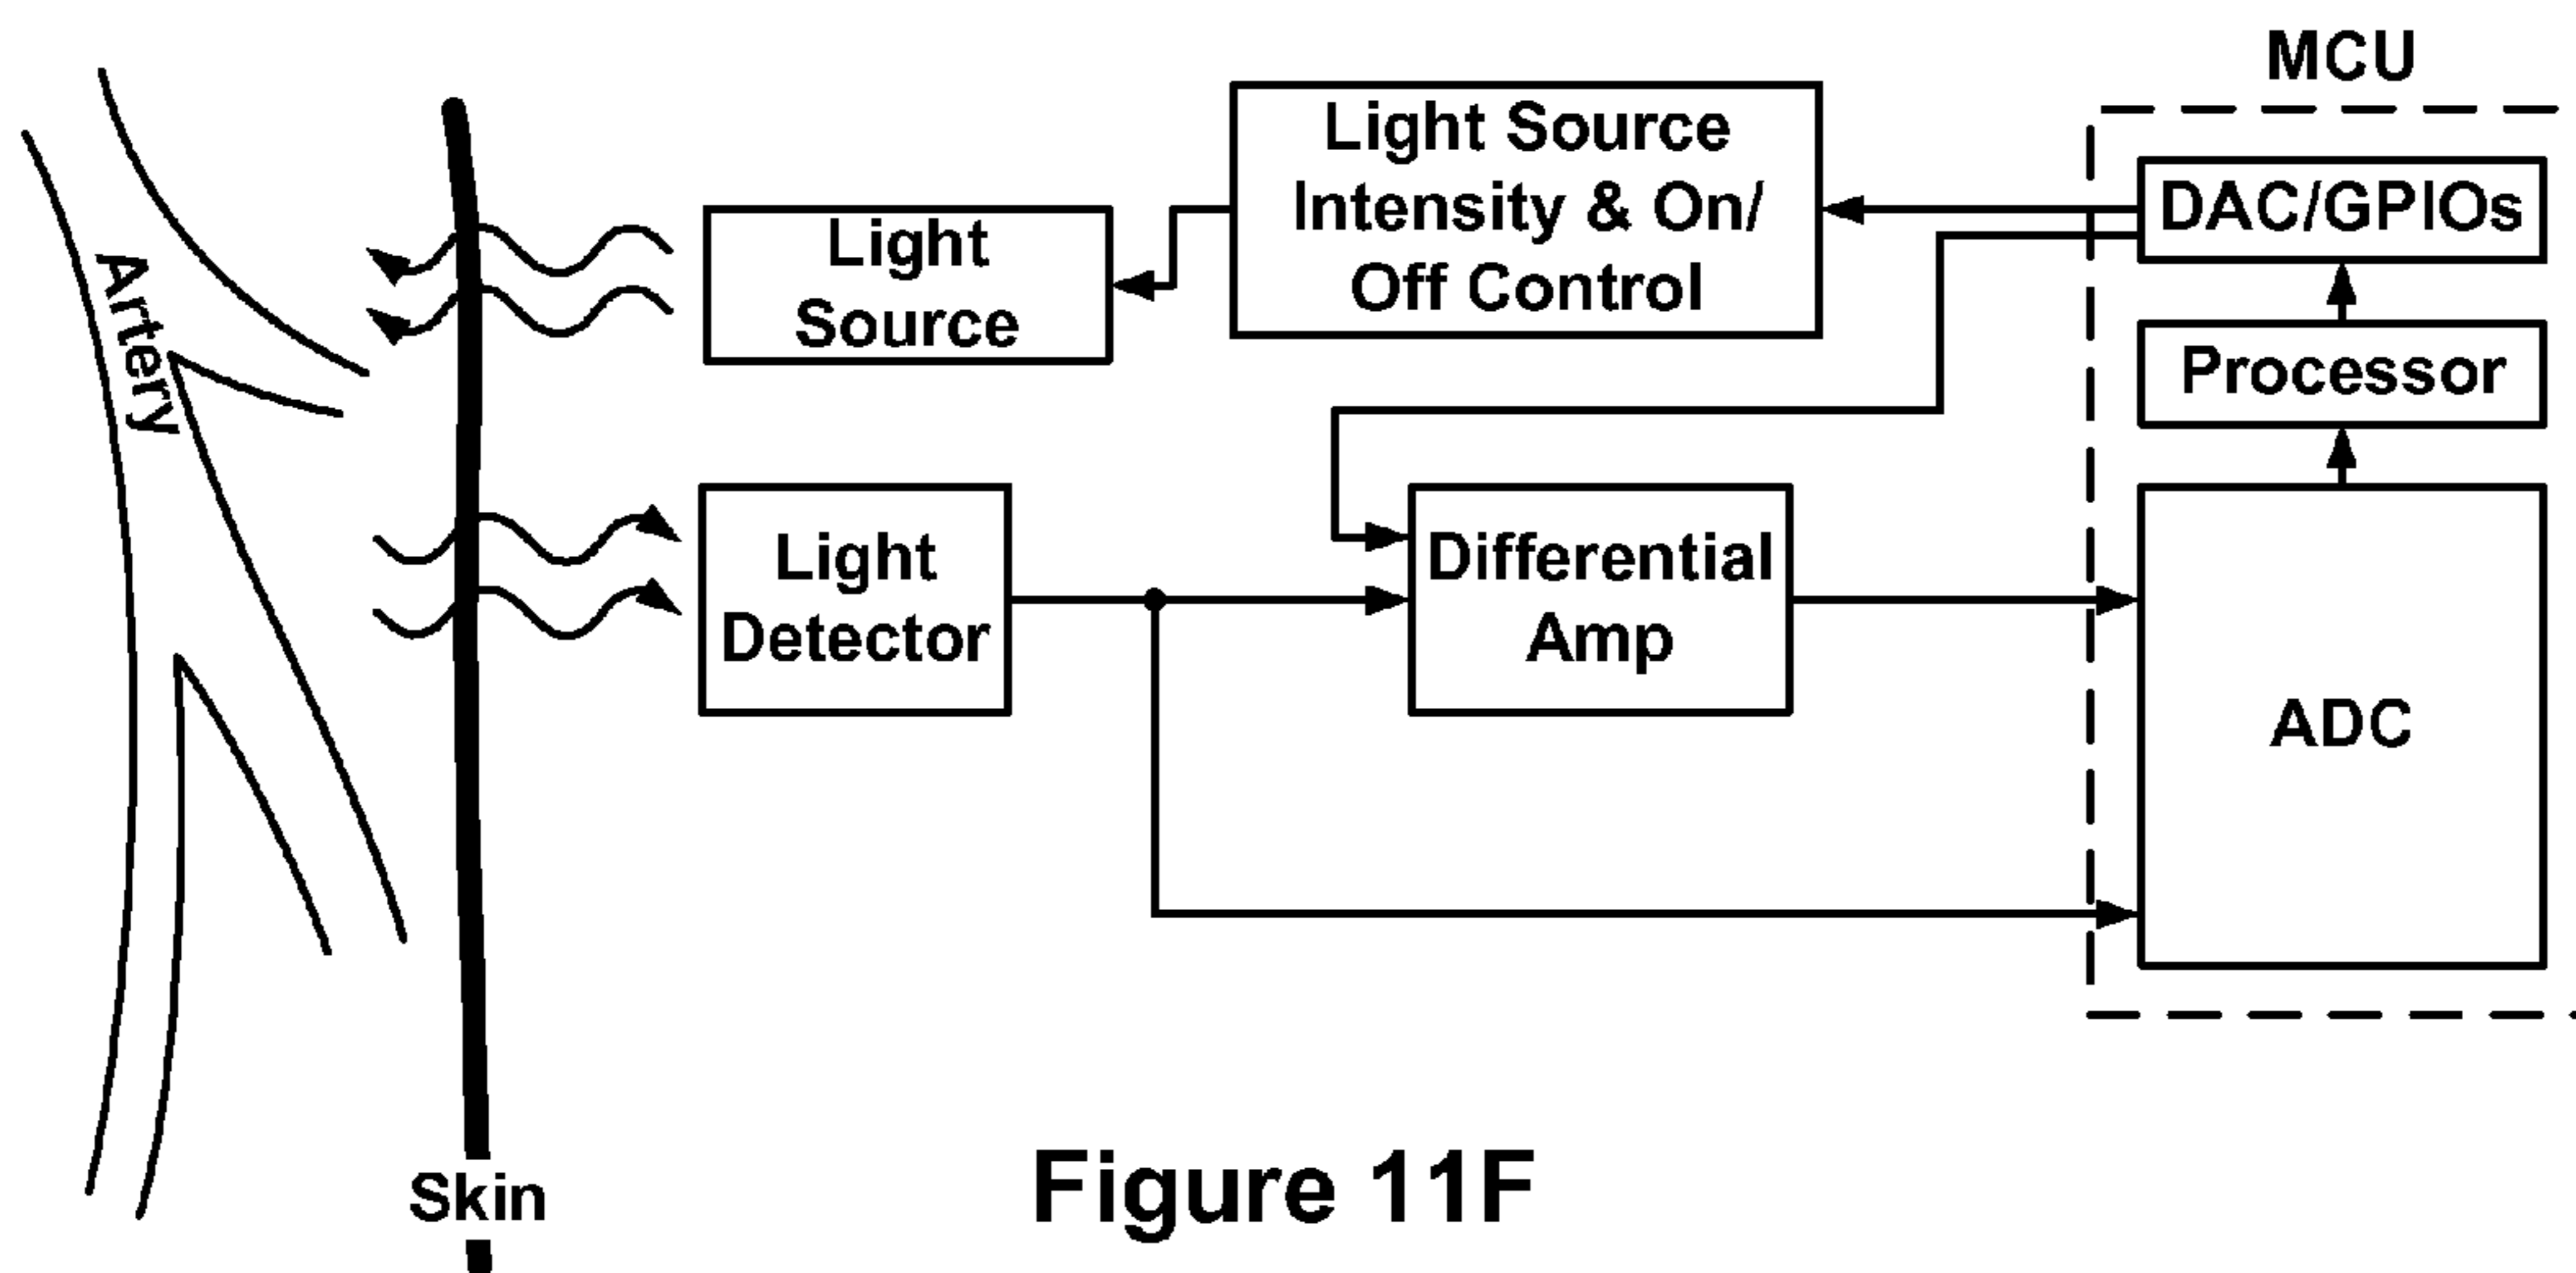 MCU
Light Source
Intensity & On/
Off Control
DAC/GPIOs
Light
Source
Artery
Processor
Light
Detector
Differential
Amp
ADC
Skin
Figure 11F